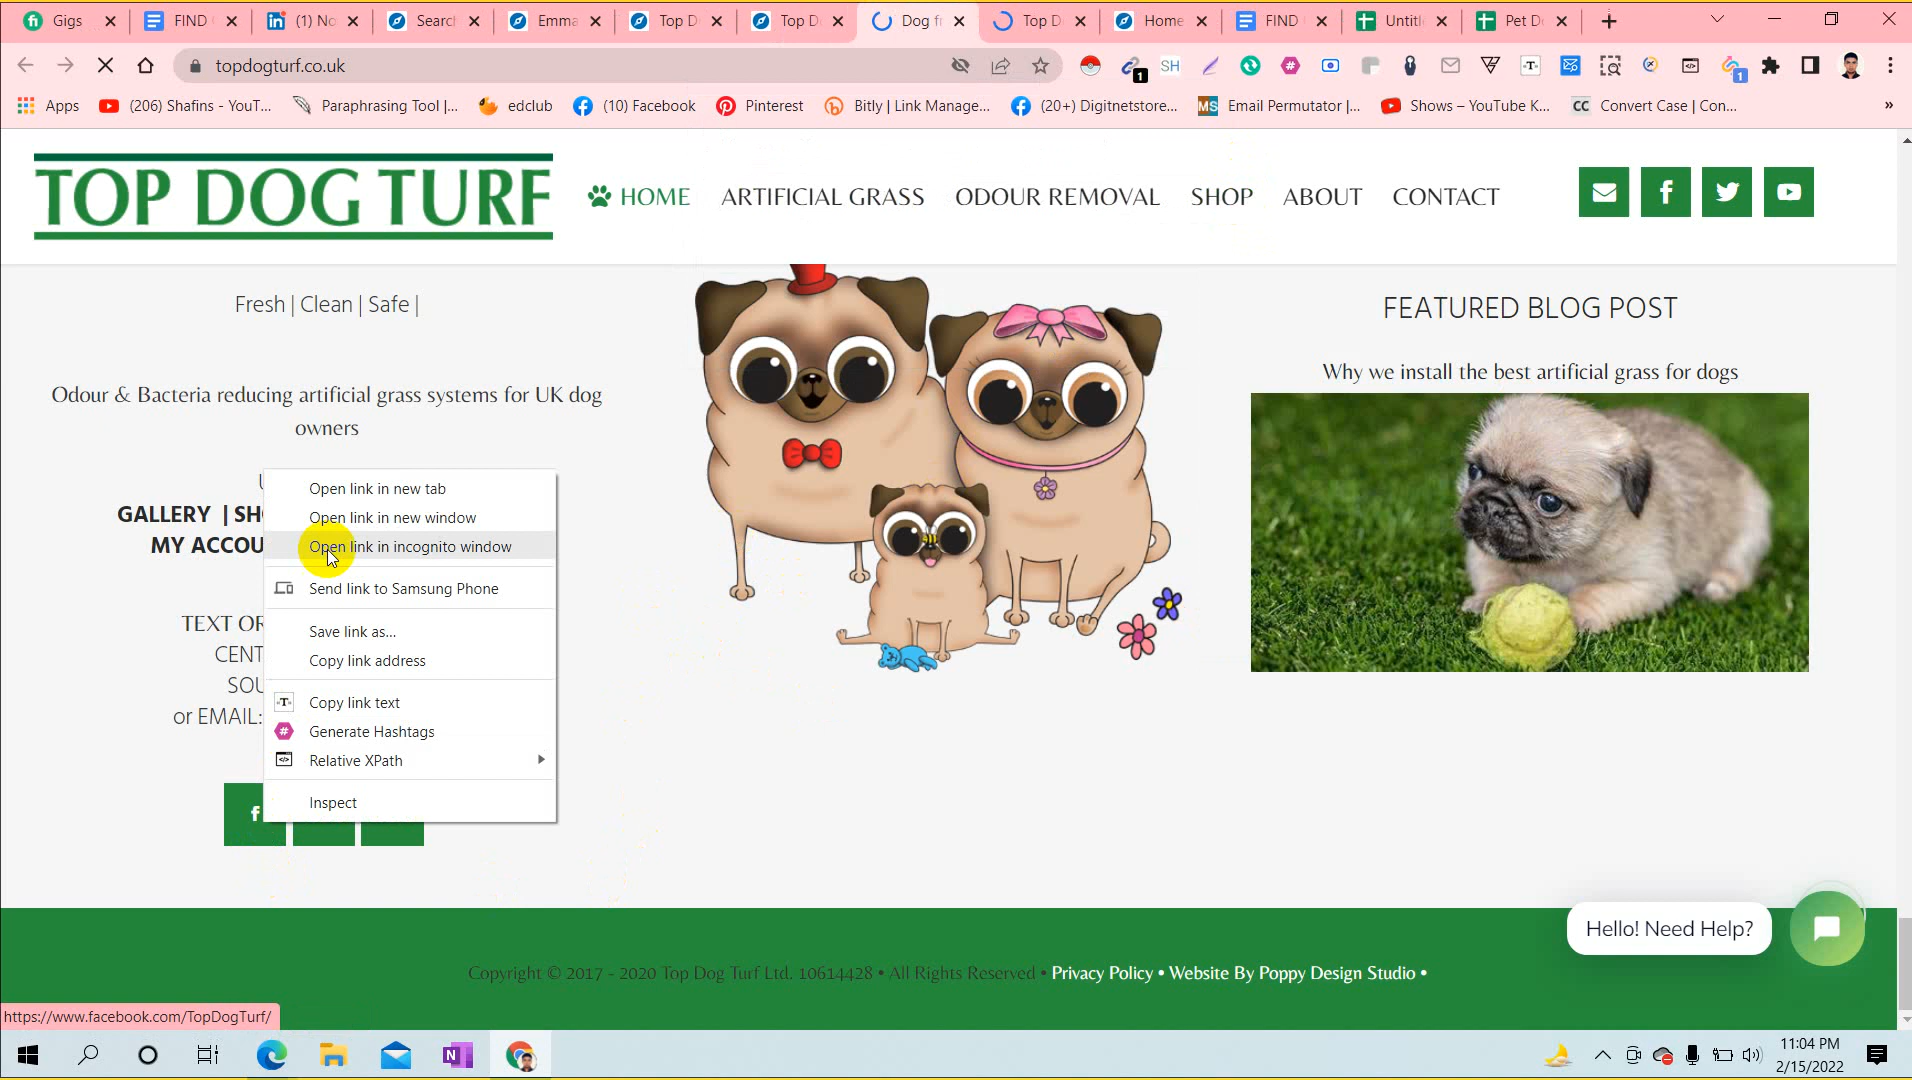 Gigs
FIND
(1) No
Searc
Emma
Top D
Top D
Dog f
Top D
Home
FIND
Untitl
Pet D
topdogturf.co.uk
SH
1
1
Apps
(206) Shafins - YouT...
Paraphrasing Tool |...
edclub
(10) Facebook
Pinterest
Bitly | Link Manage...
(20+) Digitnetstore...
MS
Email Permutator |...
Shows – YouTube K...
CC
Convert Case | Con...
»
TOP DOG TURF
HOME
ARTIFICIAL GRASS
ODOUR REMOVAL
SHOP
ABOUT
CONTACT
Fresh | Clean | Safe |
Odour & Bacteria reducing artificial grass systems for UK dog
owners
GALLERY | SH
MY ACCOU
TEXT OR
CENT
SOU
or EMAIL:
Open link in new tab
Open link in new window
Open link in incognito window
Send link to Samsung Phone
Save link as...
Copy link address
Copy link text
Generate Hashtags
Relative XPath
Inspect
FEATURED BLOG POST
Why we install the best artificial grass for dogs
Hello! Need Help?
Copyright © 2017 - 2020 Top Dog Turf Ltd. 10614428 • All Rights Reserved • Privacy Policy • Website By Poppy Design Studio •
https://www.facebook.com/TopDogTurf/
11:04 PM
2/15/2022